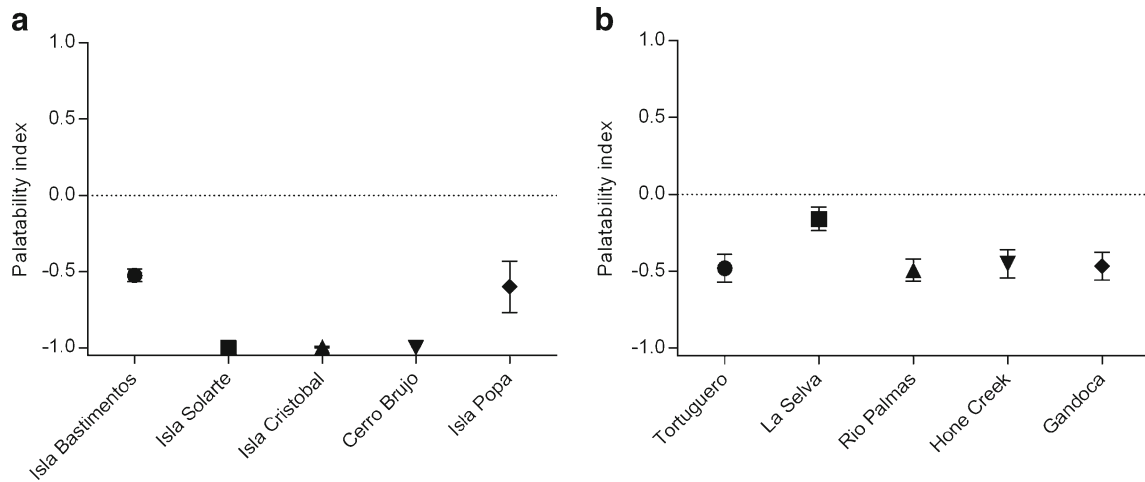 a
Palatability index
1.0
0.5
0.0
-0.5
-1.0
Isla Bastimentos
Isla Solarte
Isla Cristobal
Cerro Brujo
Isla Popa
b
Palatability index
1.0
0.5
0.0
-0.5
-1.0
Tortuguero
La Selva
Rio Palmas
Hone Creek
Gandoca